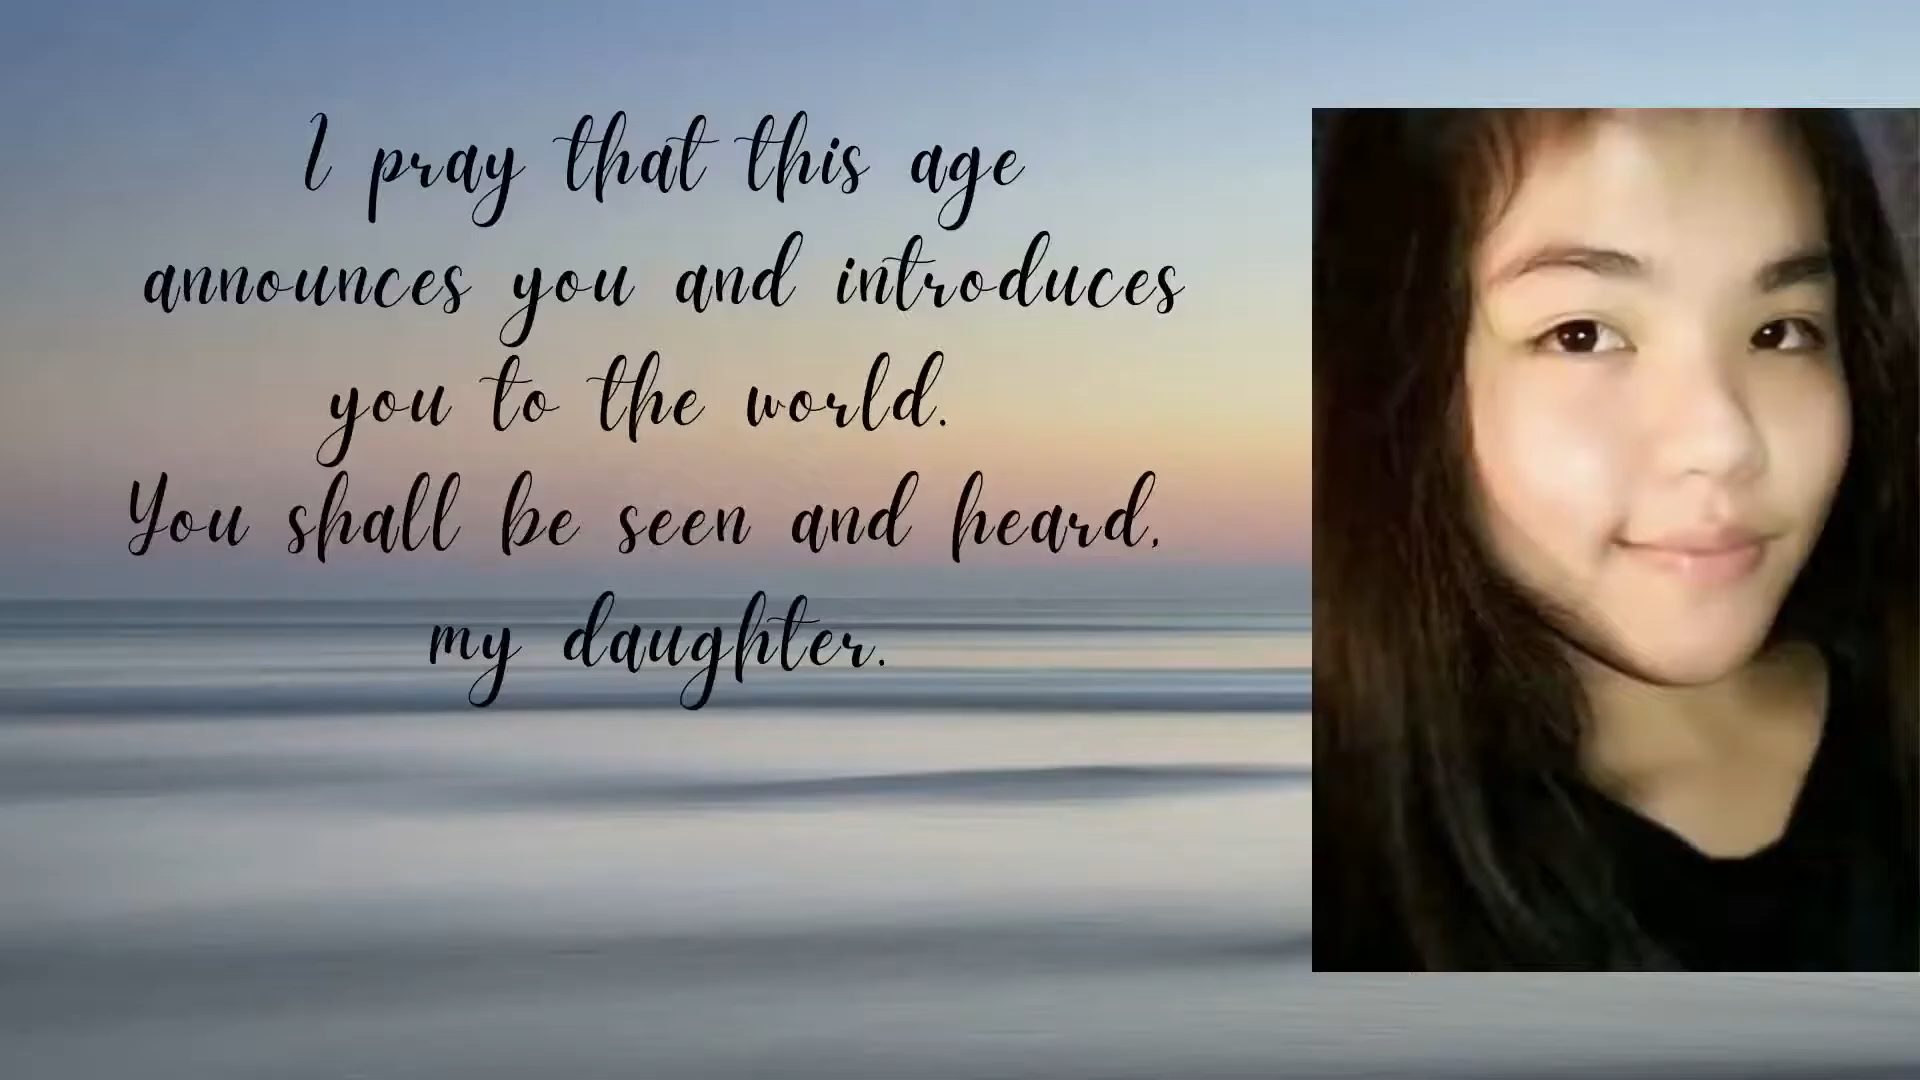 I pray that this age
announces you and introduces
you to the world.
You shall be seen and heard,
my daughter.